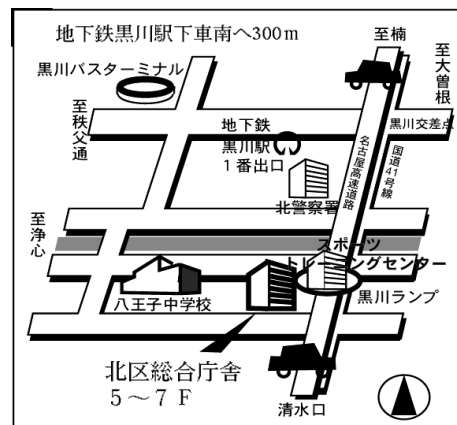 地下鉄黒川駅下車南へ300m
至楠
至大曽根
黒川バスターミナル
至秩父通
地下鉄
黒川駅
1番出口
黒川交差点
名古屋高速道路
国道41号線
北警察署
至浄心
スポーツ
トレーニングセンター
八王子中学校
黒川ランプ
北区総合庁舎
5～7F
清水口